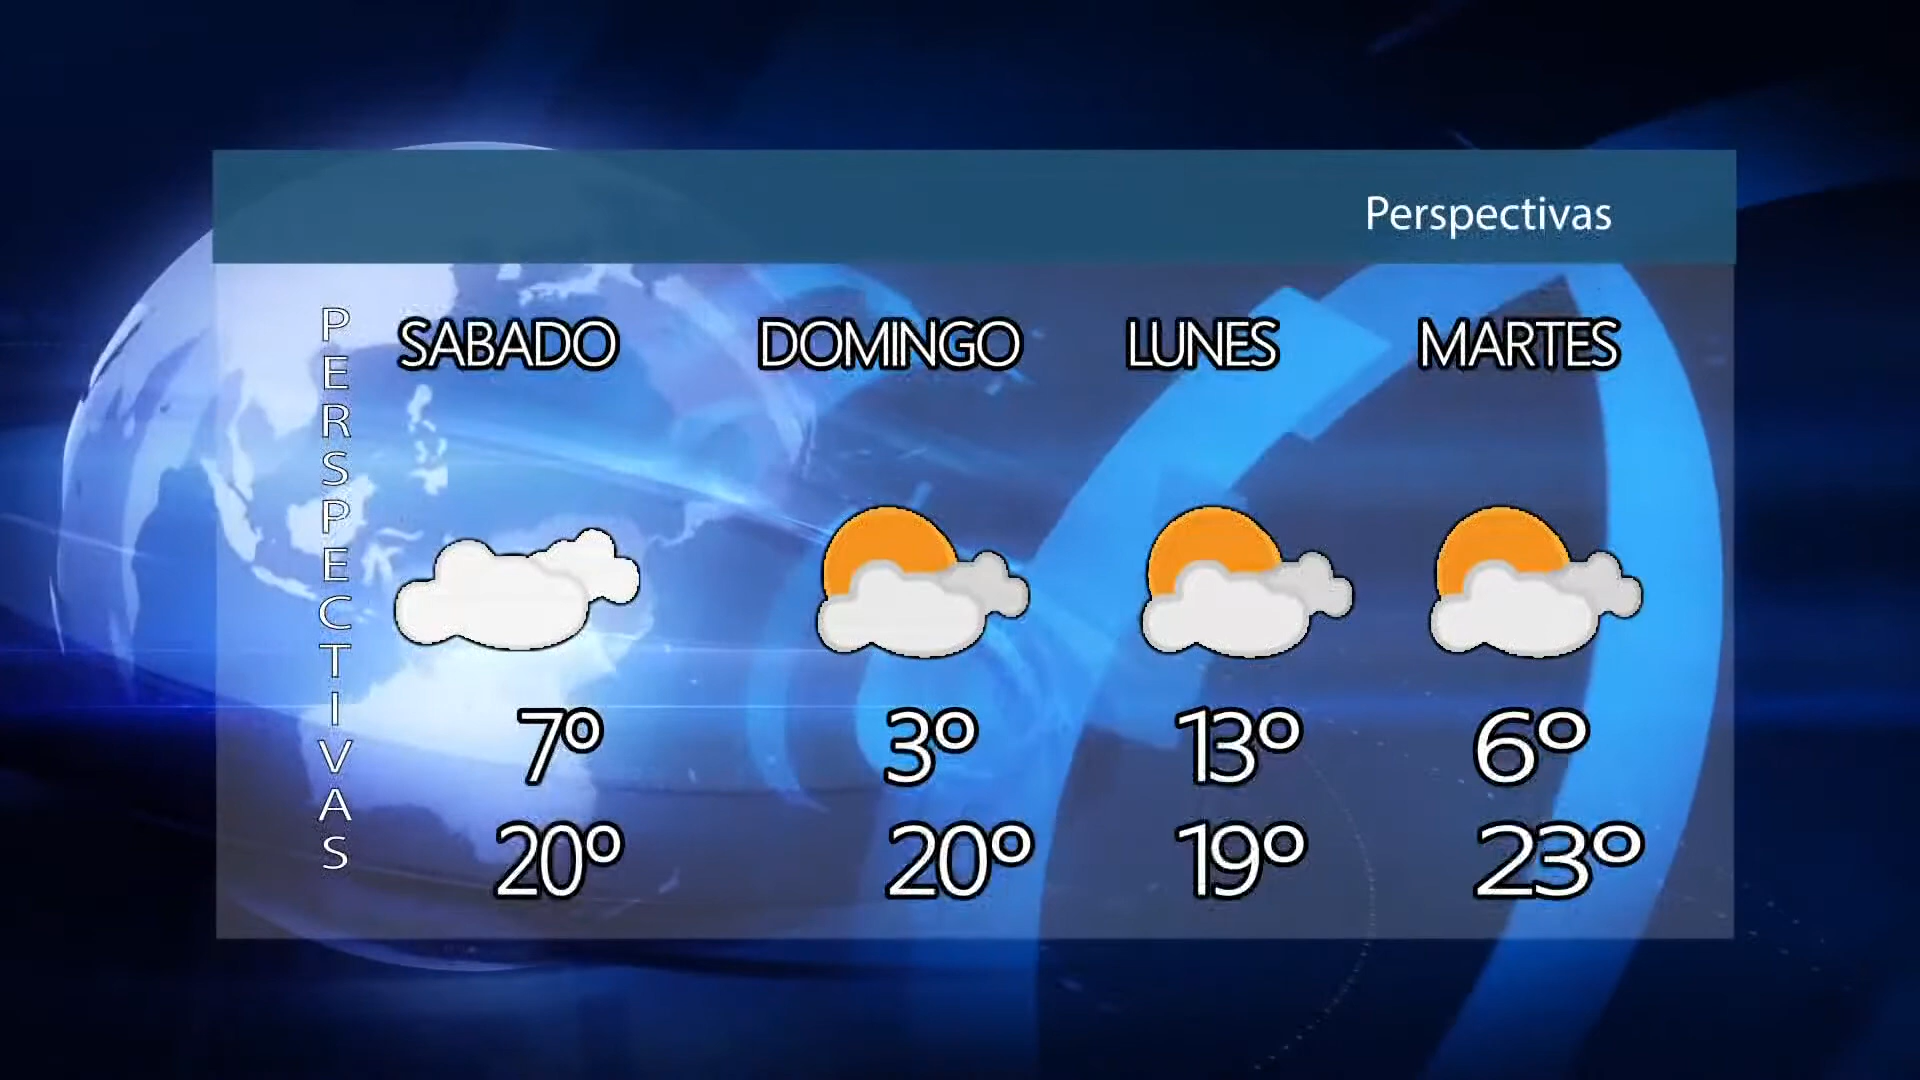 Perspectivas
PERSPECTIVAS
SABADO DOMINGO LUNES MARTES
7º 3º 13º 6º
20º 20º 19º 23º